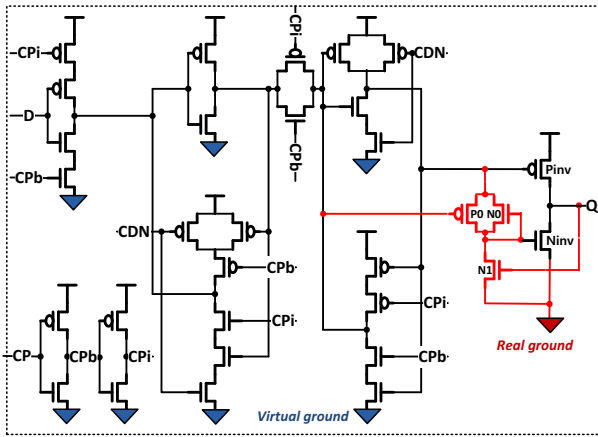 CPi
CPi
CDN
D
CPb
CPb
Pinv
Q
P0 N0
Ninv
CDN
CPb
N1
CPi
CPi
CP
CPb
CPi
CPb
Real ground
Virtual ground